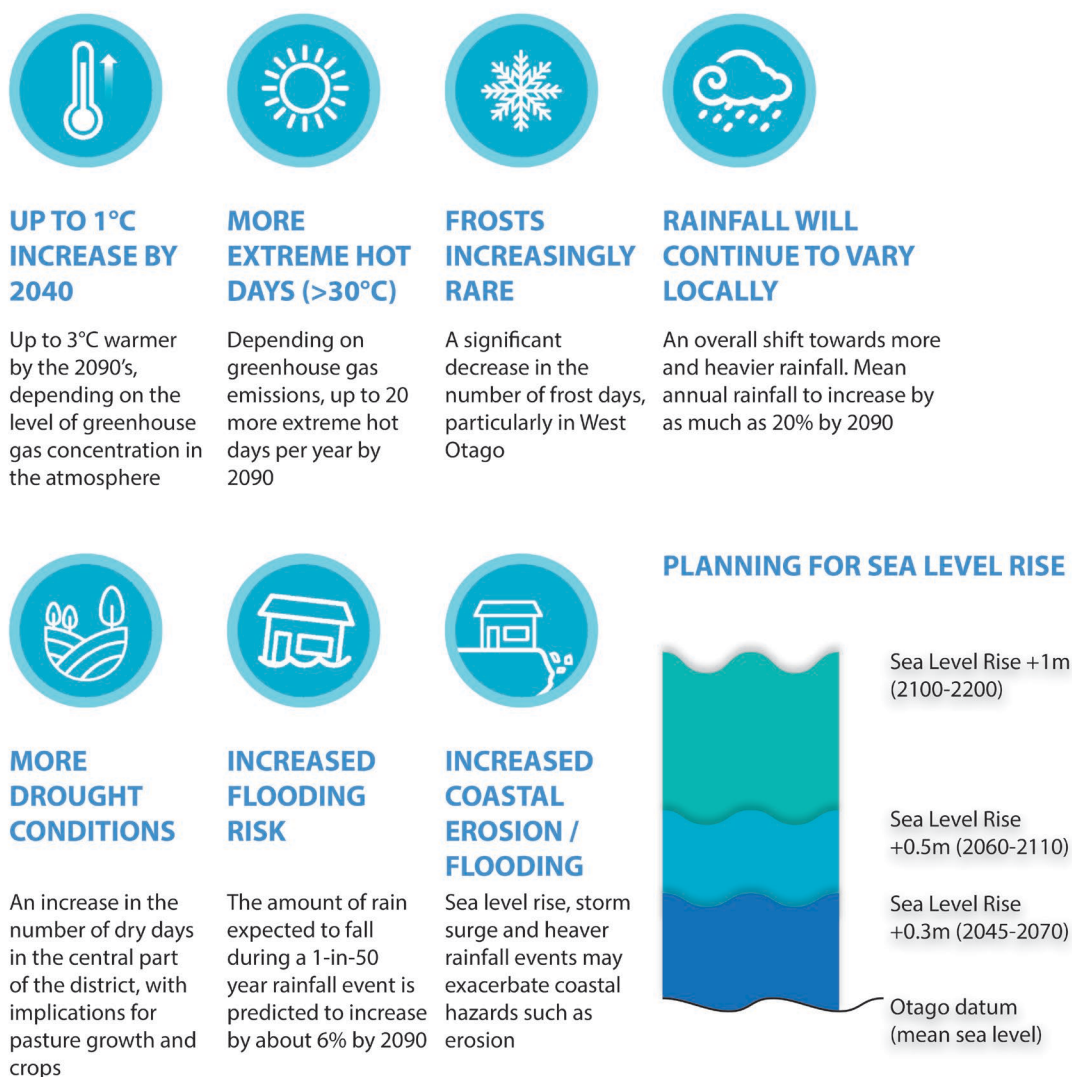 UP TO 1°C
INCREASE BY
2040
Up to 3°C warmer
by the 2090's,
depending on the
level of greenhouse
gas concentration in
the atmosphere
MORE
EXTREME HOT
DAYS (>30°C)
Depending on
greenhouse gas
emissions, up to 20
more extreme hot
days per year by
2090
FROSTS
INCREASINGLY
RARE
A significant
decrease in the
number of frost days,
particularly in West
Otago
RAINFALL WILL
CONTINUE TO VARY
LOCALLY
An overall shift towards more
and heavier rainfall. Mean
annual rainfall to increase by
as much as 20% by 2090
MORE
DROUGHT
CONDITIONS
An increase in the
number of dry days
in the central part
of the district, with
implications for
pasture growth and
crops
INCREASED
FLOODING
RISK
The amount of rain
expected to fall
during a 1-in-50
year rainfall event is
predicted to increase
by about 6% by 2090
INCREASED
COASTAL
EROSION /
FLOODING
Sea level rise, storm
surge and heaver
rainfall events may
exacerbate coastal
hazards such as
erosion
PLANNING FOR SEA LEVEL RISE
Sea Level Rise +1m
(2100-2200)
Sea Level Rise
+0.5m (2060-2110)
Sea Level Rise
+0.3m (2045-2070)
Otago datum
(mean sea level)